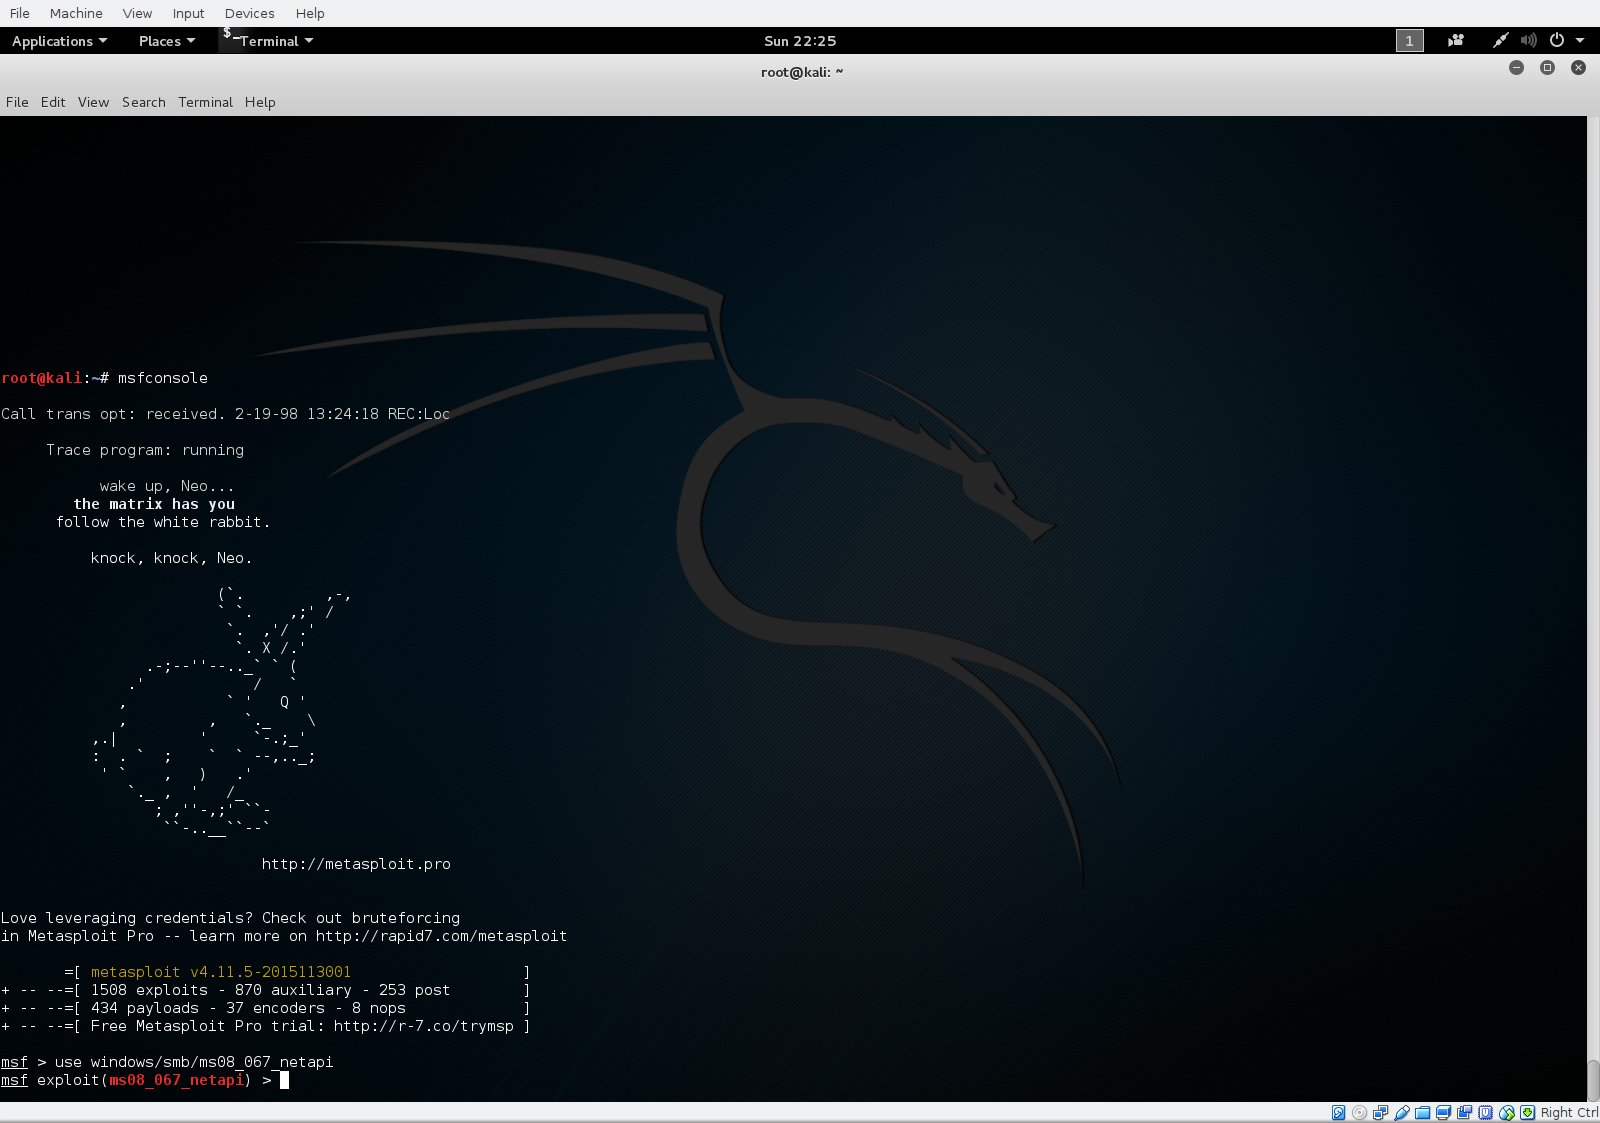 File Machine View Input Devices Help
Applications Places $_ Terminal Sun 22:25 1
root@kali: ~
File Edit View Search Terminal Help
root@kali:~# msfconsole
Call trans opt: received. 2-19-98 13:24:18 REC:Loc
Trace program: running
wake up, Neo...
the matrix has you
follow the white rabbit.
knock, knock, Neo.
(`.         ,-,
` `.    ,;' /
`.  ,'/ .'
`. X /.'
.-;--''--.._` ` (
.'            /   `
,           ` '   Q '
,         ,   `._    \
,.|         '     `-.;_'
:  . `  ;    `  ` --,.._;
' `    ,   )   .'
`._ ,  '   /_
; ,''-,;' ``-
``-..__``--`
http://metasploit.pro
Love leveraging credentials? Check out bruteforcing
in Metasploit Pro -- learn more on http://rapid7.com/metasploit
=[ metasploit v4.11.5-2015113001                   ]
+ -- --=[ 1508 exploits - 870 auxiliary - 253 post        ]
+ -- --=[ 434 payloads - 37 encoders - 8 nops             ]
+ -- --=[ Free Metasploit Pro trial: http://r-7.co/trymsp ]
msf > use windows/smb/ms08_067_netapi
msf exploit(ms08_067_netapi) >
Right Ctrl